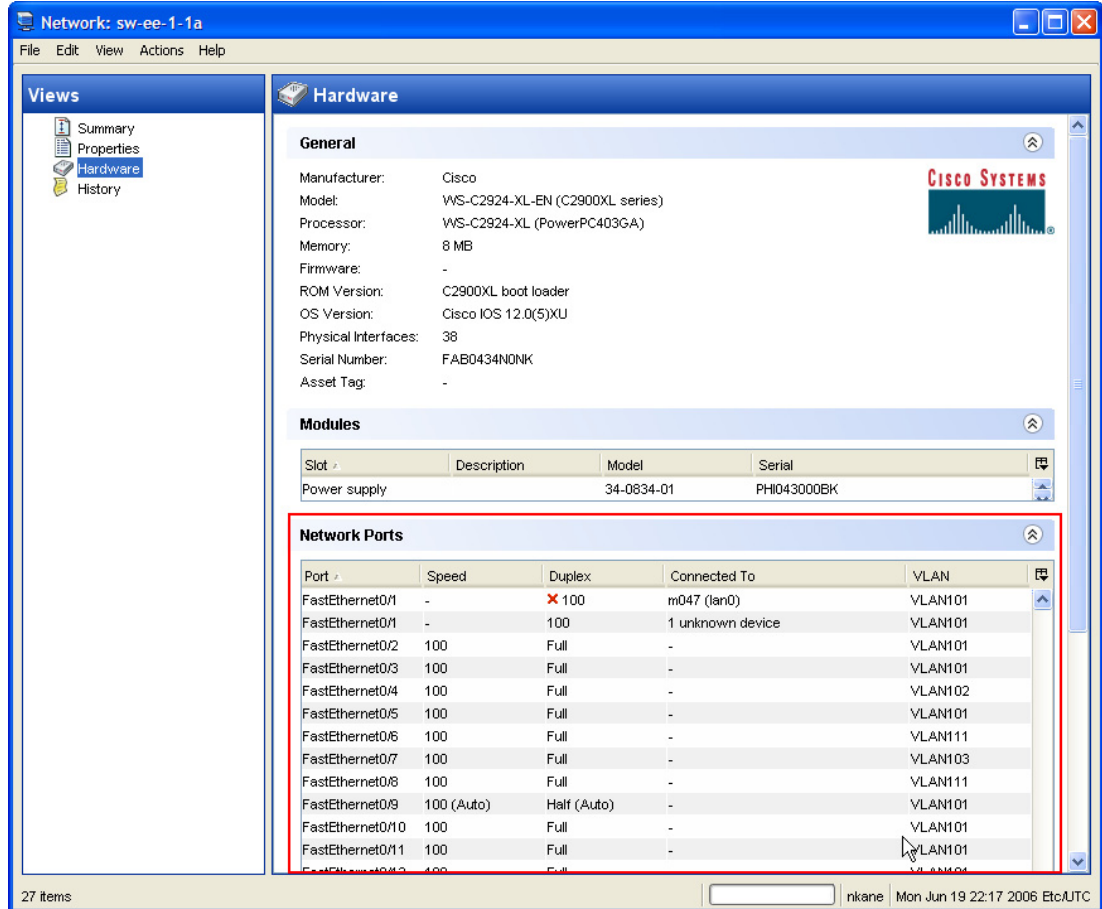 Network: sw-ee-1-1a
File Edit View Actions Help
Views
Summary
Properties
Hardware
History
Hardware
General
Manufacturer: Cisco
Model: WS-C2924-XL-EN (C2900XL series)
Processor: WS-C2924-XL (PowerPC403GA)
Memory: 8 MB
Firmware: -
ROM Version: C2900XL boot loader
OS Version: Cisco IOS 12.0(5)XU
Physical Interfaces: 38
Serial Number: FAB0434N0NK
Asset Tag: -
CISCO SYSTEMS
Modules
Slot Description Model Serial
Power supply 34-0834-01 PHI043000BK
Network Ports
Port Speed Duplex Connected To VLAN
FastEthernet0/1 - 100 m047 (lan0) VLAN101
FastEthernet0/1 - 100 1 unknown device VLAN101
FastEthernet0/2 100 Full - VLAN101
FastEthernet0/3 100 Full - VLAN101
FastEthernet0/4 100 Full - VLAN102
FastEthernet0/5 100 Full - VLAN101
FastEthernet0/6 100 Full - VLAN111
FastEthernet0/7 100 Full - VLAN103
FastEthernet0/8 100 Full - VLAN111
FastEthernet0/9 100 (Auto) Half (Auto) - VLAN101
FastEthernet0/10 100 Full - VLAN101
FastEthernet0/11 100 Full - VLAN101
27 items nkane Mon Jun 19 22:17 2006 Etc/UTC